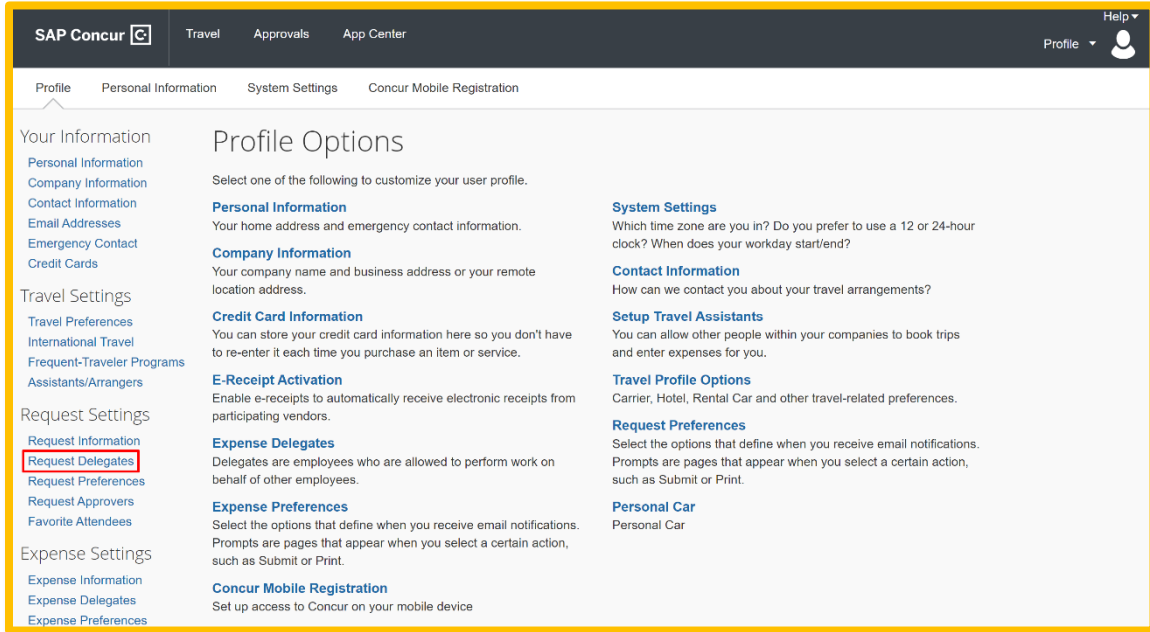 Help
SAP Concur C
Travel
Approvals
App Center
Profile
Profile
Personal Information
System Settings
Concur Mobile Registration
Your Information
Personal Information
Company Information
Contact Information
Email Addresses
Emergency Contact
Credit Cards
Travel Settings
Travel Preferences
International Travel
Frequent-Traveler Programs
Assistants/Arrangers
Request Settings
Request Information
Request Delegates
Request Preferences
Request Approvers
Favorite Attendees
Expense Settings
Expense Information
Expense Delegates
Expense Preferences
Profile Options
Select one of the following to customize your user profile.
Personal Information
Your home address and emergency contact information.
Company Information
Your company name and business address or your remote
location address.
Credit Card Information
You can store your credit card information here so you don't have
to re-enter it each time you purchase an item or service.
E-Receipt Activation
Enable e-receipts to automatically receive electronic receipts from
participating vendors.
Expense Delegates
Delegates are employees who are allowed to perform work on
behalf of other employees.
Expense Preferences
Select the options that define when you receive email notifications.
Prompts are pages that appear when you select a certain action,
such as Submit or Print.
Concur Mobile Registration
Set up access to Concur on your mobile device
System Settings
Which time zone are you in? Do you prefer to use a 12 or 24-hour
clock? When does your workday start/end?
Contact Information
How can we contact you about your travel arrangements?
Setup Travel Assistants
You can allow other people within your companies to book trips
and enter expenses for you.
Travel Profile Options
Carrier, Hotel, Rental Car and other travel-related preferences.
Request Preferences
Select the options that define when you receive email notifications.
Prompts are pages that appear when you select a certain action,
such as Submit or Print.
Personal Car
Personal Car